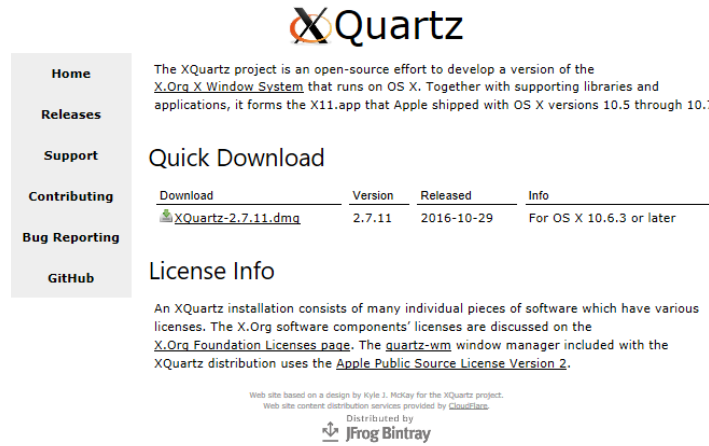 XQuartz
Home
Releases
Support
Contributing
Bug Reporting
GitHub
The XQuartz project is an open-source effort to develop a version of the
X.Org X Window System that runs on OS X. Together with supporting libraries and
applications, it forms the X11.app that Apple shipped with OS X versions 10.5 through 10.7
Quick Download
Download Version Released Info
XQuartz-2.7.11.dmg 2.7.11 2016-10-29 For OS X 10.6.3 or later
License Info
An XQuartz installation consists of many individual pieces of software which have various
licenses. The X.Org software components’ licenses are discussed on the
X.Org Foundation Licenses page. The quartz-wm window manager included with the
XQuartz distribution uses the Apple Public Source License Version 2.
Web site based on a design by Kyle J. McKay for the XQuartz project.
Web site content distribution services provided by CloudFlare.
Distributed by
JFrog Bintray